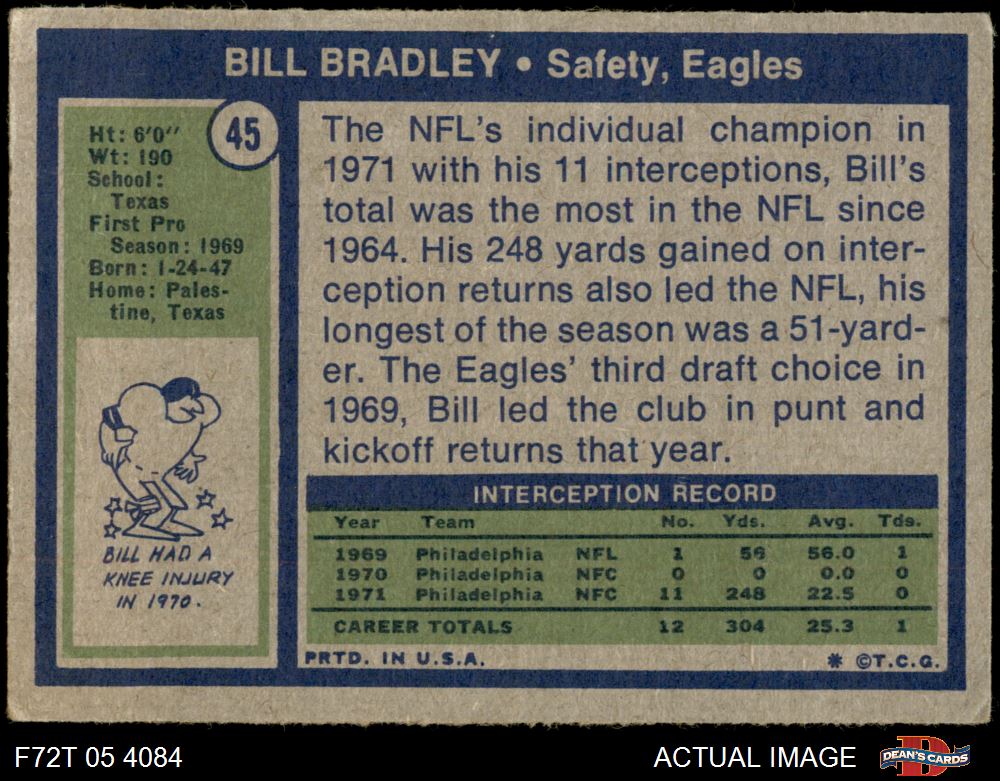 BILL BRADLEY • Safety, Eagles
45
Ht: 6'0"
Wt: 190
School:
Texas
First Pro
Season: 1969
Born: 1-24-47
Home: Pales-
tine, Texas
BILL HAD A
KNEE INJURY
IN 1970.
The NFL's individual champion in
1971 with his 11 interceptions, Bill's
total was the most in the NFL since
1964. His 248 yards gained on inter-
ception returns also led the NFL, his
longest of the season was a 51-yard-
er. The Eagles' third draft choice in
1969, Bill led the club in punt and
kickoff returns that year.
INTERCEPTION RECORD
Year Team No. Yds. Avg. Tds.
1969 Philadelphia NFL 1 56 56.0 1
1970 Philadelphia NFC 0 0 0.0 0
1971 Philadelphia NFC 11 248 22.5 0
CAREER TOTALS 12 304 25.3 1
PRTD. IN U.S.A. * ©T.C.G.
F72T 05 4084 ACTUAL IMAGE
D
DEAN'S CARDS